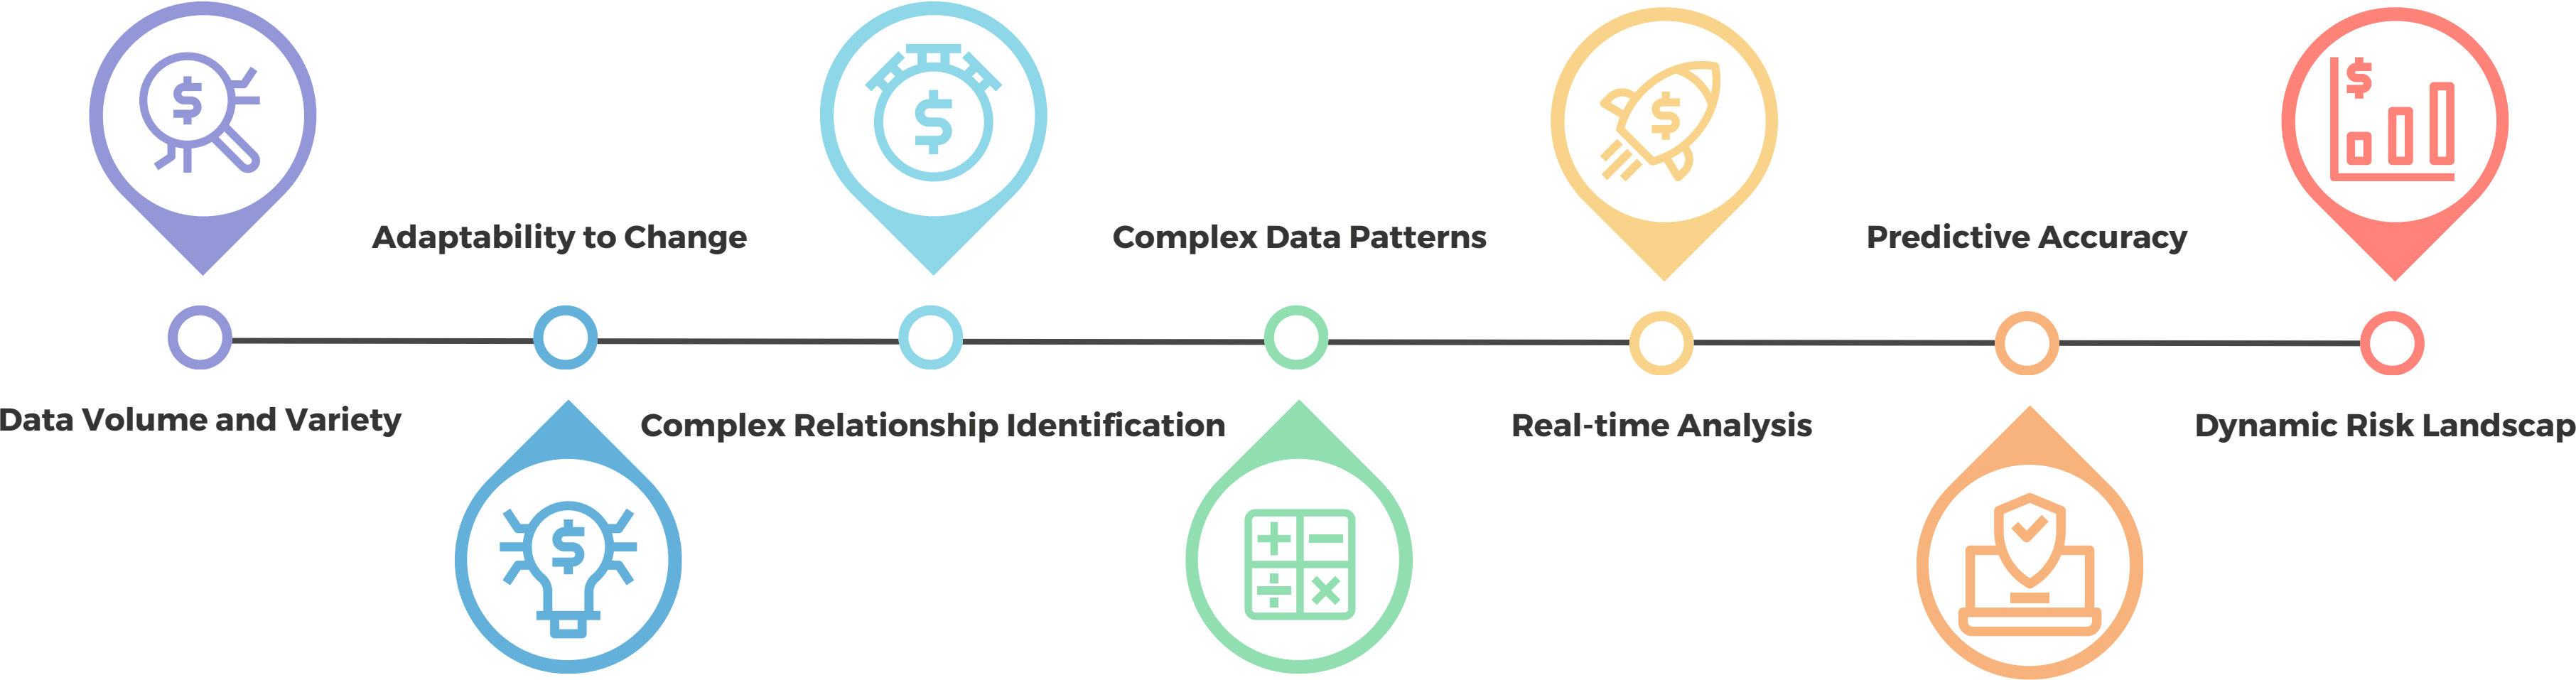 $
$
$
$
Adaptability to Change
Complex Data Patterns
Predictive Accuracy
Data Volume and Variety
Complex Relationship Identification
Real-time Analysis
Dynamic Risk Landscap
$